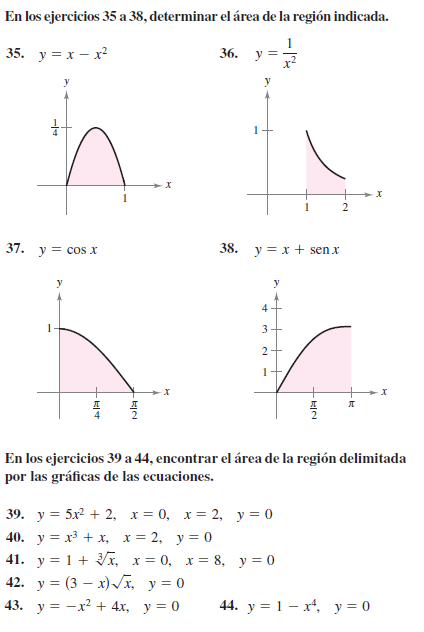 En los ejercicios 35 a 38, determinar el área de la región indicada.
35. y = x − x²
36. y = 1/x²
y
1/4
1
x
y
1
1
2
x
37. y = cos x
38. y = x + sen x
y
1
π/4
π/2
x
y
4
3
2
1
π/2
π
x
En los ejercicios 39 a 44, encontrar el área de la región delimitada
por las gráficas de las ecuaciones.
39. y = 5x² + 2, x = 0, x = 2, y = 0
40. y = x³ + x, x = 2, y = 0
41. y = 1 + ∛x, x = 0, x = 8, y = 0
42. y = (3 − x)√x, y = 0
43. y = −x² + 4x, y = 0
44. y = 1 − x⁴, y = 0